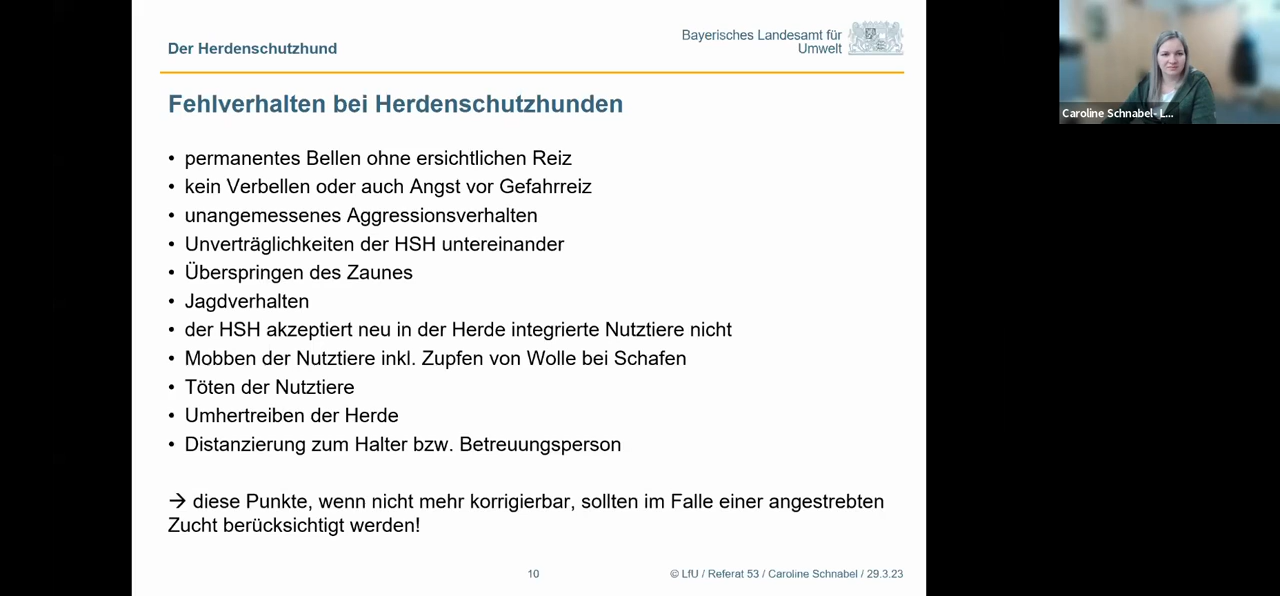 Der Herdenschutzhund
Bayerisches Landesamt für
Umwelt
Fehlverhalten bei Herdenschutzhunden
• permanentes Bellen ohne ersichtlichen Reiz
• kein Verbellen oder auch Angst vor Gefahrreiz
• unangemessenes Aggressionsverhalten
• Unverträglichkeiten der HSH untereinander
• Überspringen des Zaunes
• Jagdverhalten
• der HSH akzeptiert neu in der Herde integrierte Nutztiere nicht
• Mobben der Nutztiere inkl. Zupfen von Wolle bei Schafen
• Töten der Nutztiere
• Umhertreiben der Herde
• Distanzierung zum Halter bzw. Betreuungsperson
→ diese Punkte, wenn nicht mehr korrigierbar, sollten im Falle einer angestrebten
Zucht berücksichtigt werden!
10
© LfU / Referat 53 / Caroline Schnabel / 29.3.23
Caroline Schnabel- L...